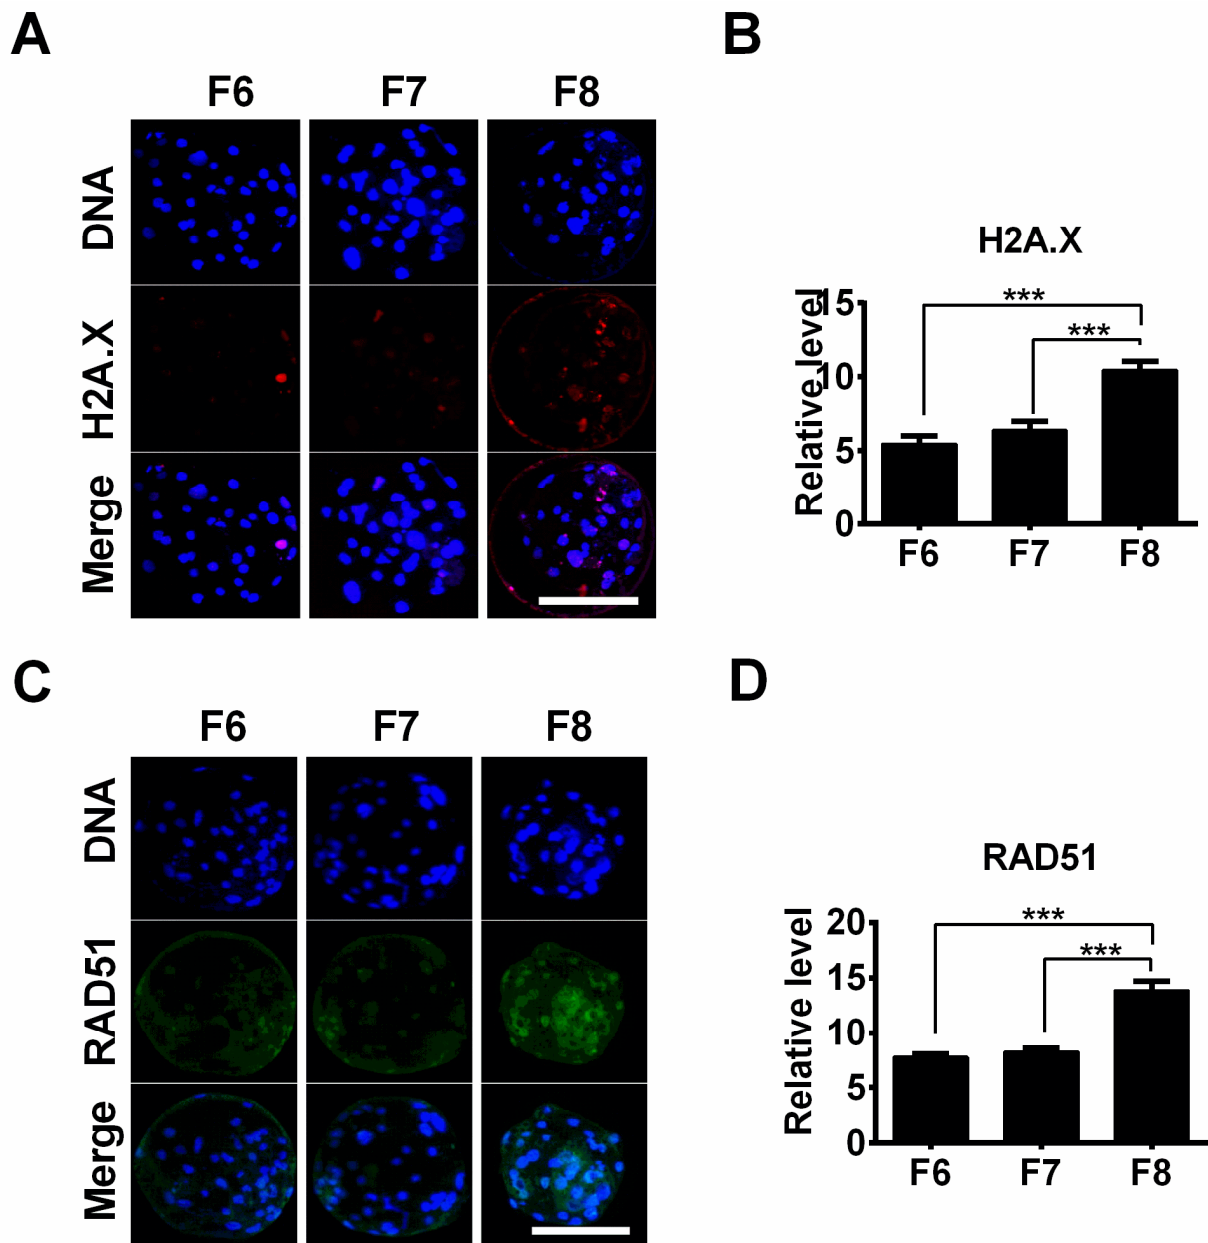 A
F6 F7 F8
DNA
H2A.X
Merge
B
H2A.X
Relative level
15
10
5
0
***
***
F6 F7 F8
C
F6 F7 F8
DNA
RAD51
Merge
D
RAD51
Relative level
20
15
10
5
0
***
***
F6 F7 F8